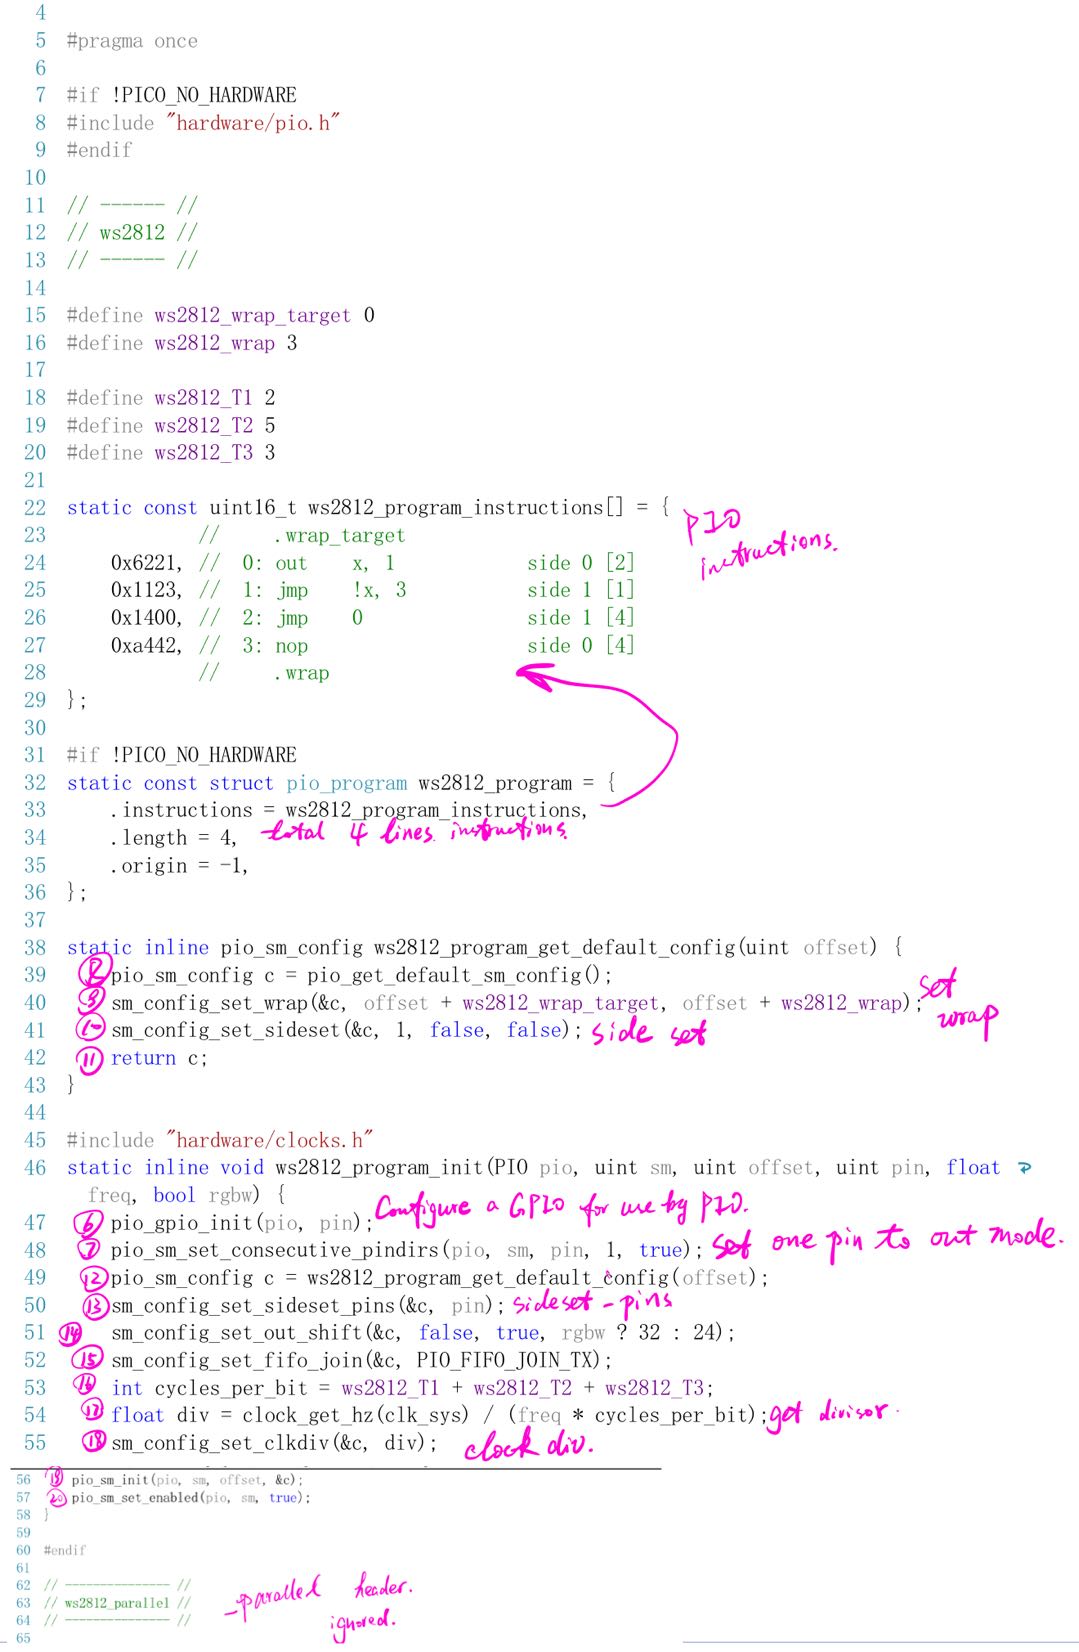 4
5 #pragma once
6
7 #if !PICO_NO_HARDWARE
8 #include "hardware/pio.h"
9 #endif
10
11 // ------ //
12 // ws2812 //
13 // ------ //
14
15 #define ws2812_wrap_target 0
16 #define ws2812_wrap 3
17
18 #define ws2812_T1 2
19 #define ws2812_T2 5
20 #define ws2812_T3 3
21
22 static const uint16_t ws2812_program_instructions[] = { PIO
23 //     .wrap_target instructions.
24 0x6221, //  0: out    x, 1            side 0 [2]
25 0x1123, //  1: jmp    !x, 3           side 1 [1]
26 0x1400, //  2: jmp    0               side 1 [4]
27 0xa442, //  3: nop                    side 0 [4]
28 //     .wrap
29 };
30
31 #if !PICO_NO_HARDWARE
32 static const struct pio_program ws2812_program = {
33 .instructions = ws2812_program_instructions,
34 .length = 4, total 4 lines instructions
35 .origin = -1,
36 };
37
38 static inline pio_sm_config ws2812_program_get_default_config(uint offset) {
39 pio_sm_config c = pio_get_default_sm_config();
40 9 sm_config_set_wrap(&c, offset + ws2812_wrap_target, offset + ws2812_wrap); set wrap
41 10 sm_config_set_sideset(&c, 1, false, false); side set
42 11 return c;
43 }
44
45 #include "hardware/clocks.h"
46 static inline void ws2812_program_init(PIO pio, uint sm, uint offset, uint pin, float
freq, bool rgbw) {
47 6 pio_gpio_init(pio, pin); Configure a GPIO for use by PIO.
48 7 pio_sm_set_consecutive_pindirs(pio, sm, pin, 1, true); set one pin to out mode.
49 12 pio_sm_config c = ws2812_program_get_default_config(offset);
50 13 sm_config_set_sideset_pins(&c, pin); sideset-pins
51 14 sm_config_set_out_shift(&c, false, true, rgbw ? 32 : 24);
52 15 sm_config_set_fifo_join(&c, PIO_FIFO_JOIN_TX);
53 16 int cycles_per_bit = ws2812_T1 + ws2812_T2 + ws2812_T3;
54 17 float div = clock_get_hz(clk_sys) / (freq * cycles_per_bit); get divisor.
55 18 sm_config_set_clkdiv(&c, div); clock div.
56 19 pio_sm_init(pio, sm, offset, &c);
57 20 pio_sm_set_enabled(pio, sm, true);
58 }
59
60 #endif
61
62 // --------------- //
63 // ws2812_parallel // -parallel header.
64 // --------------- // ignored.
65